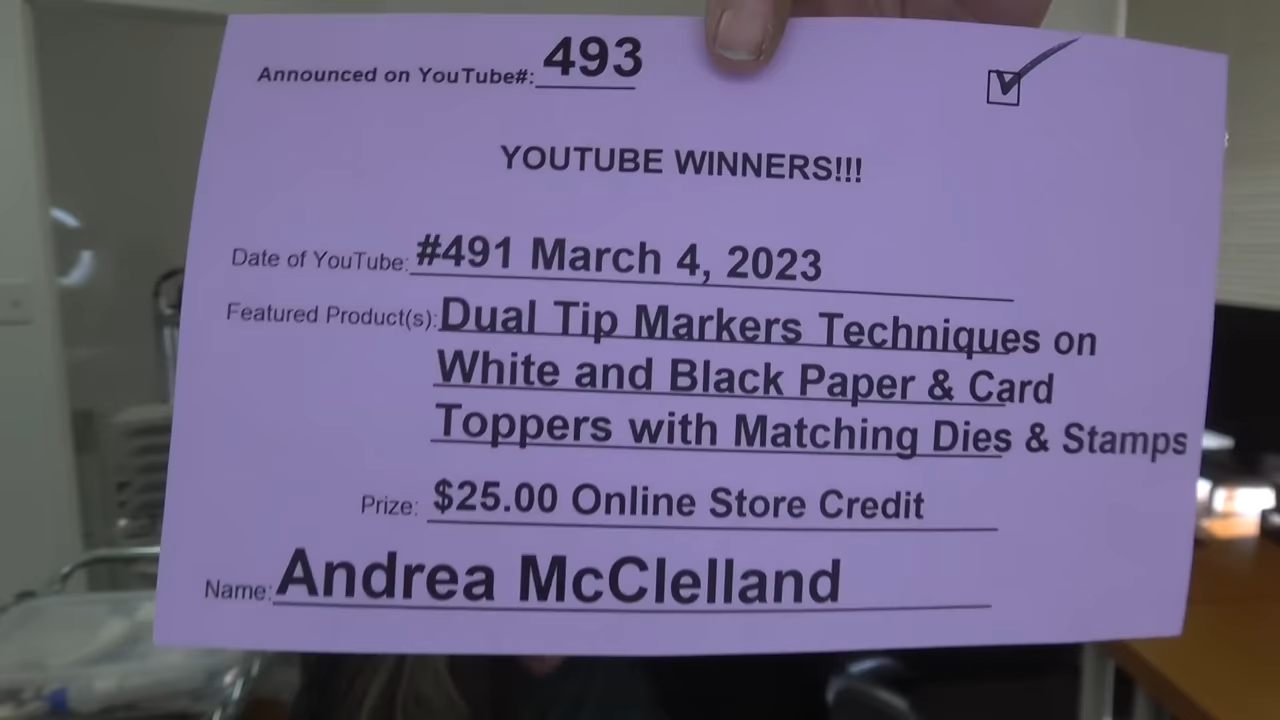 Announced on YouTube#: 493
YOUTUBE WINNERS!!!
Date of YouTube: #491 March 4, 2023
Featured Product(s): Dual Tip Markers Techniques on
White and Black Paper & Card
Toppers with Matching Dies & Stamps
Prize: $25.00 Online Store Credit
Name: Andrea McClelland